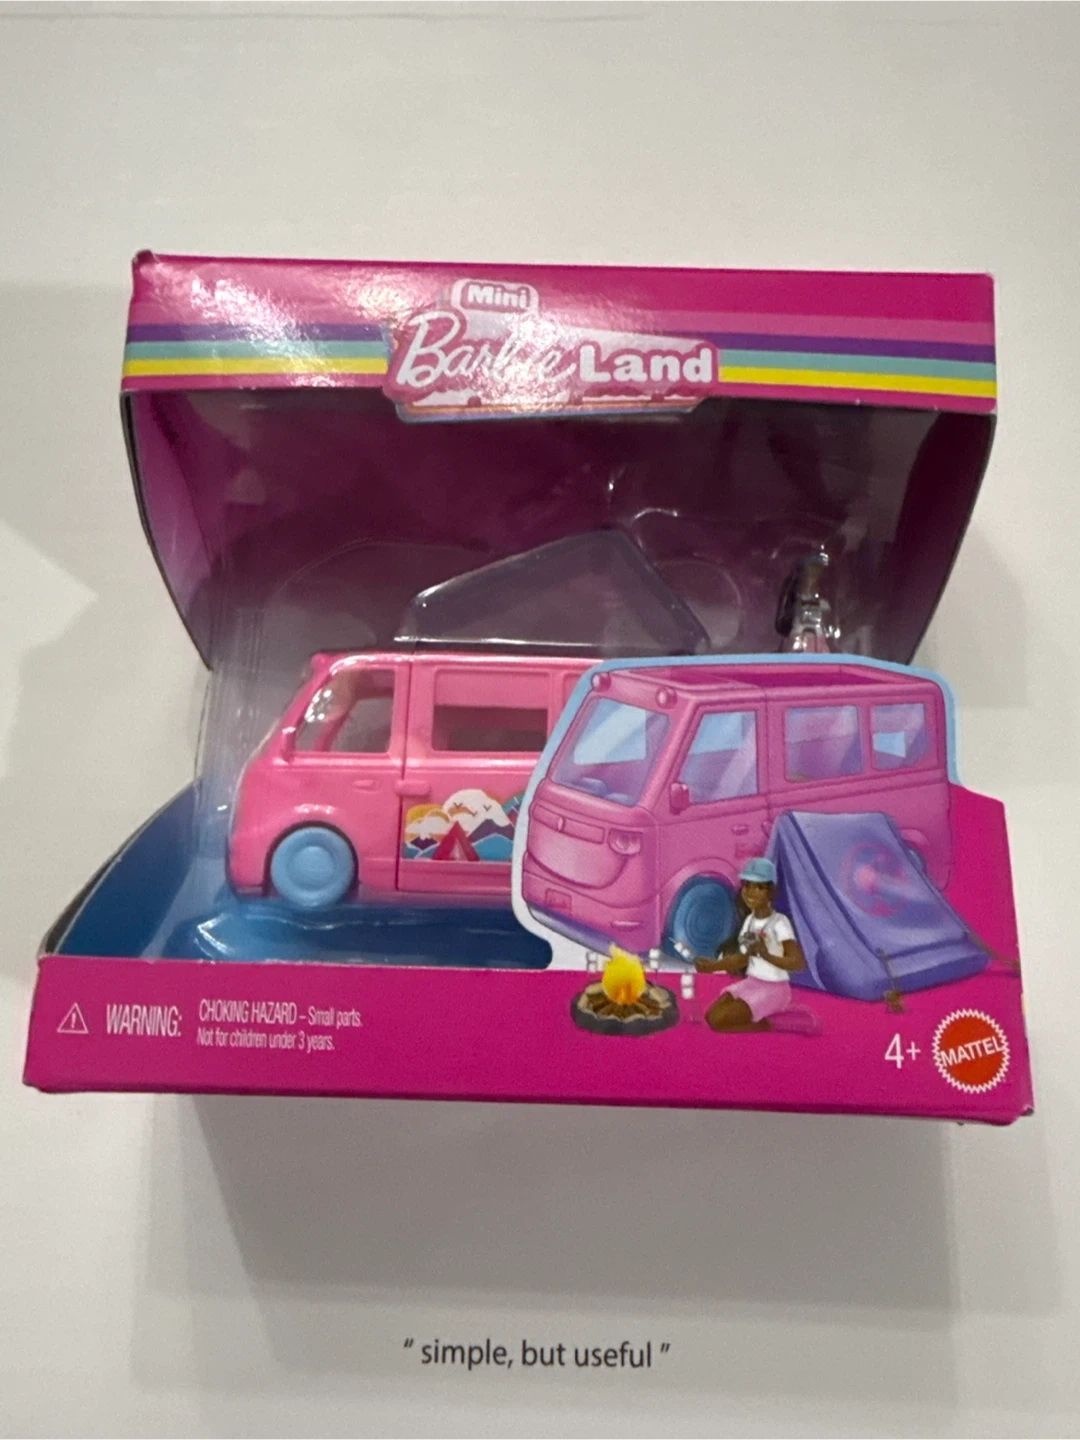 Mini
Barbie Land
WARNING: CHOKING HAZARD – Small parts.
Not for children under 3 years.
4+
MATTEL
“ simple, but useful ”